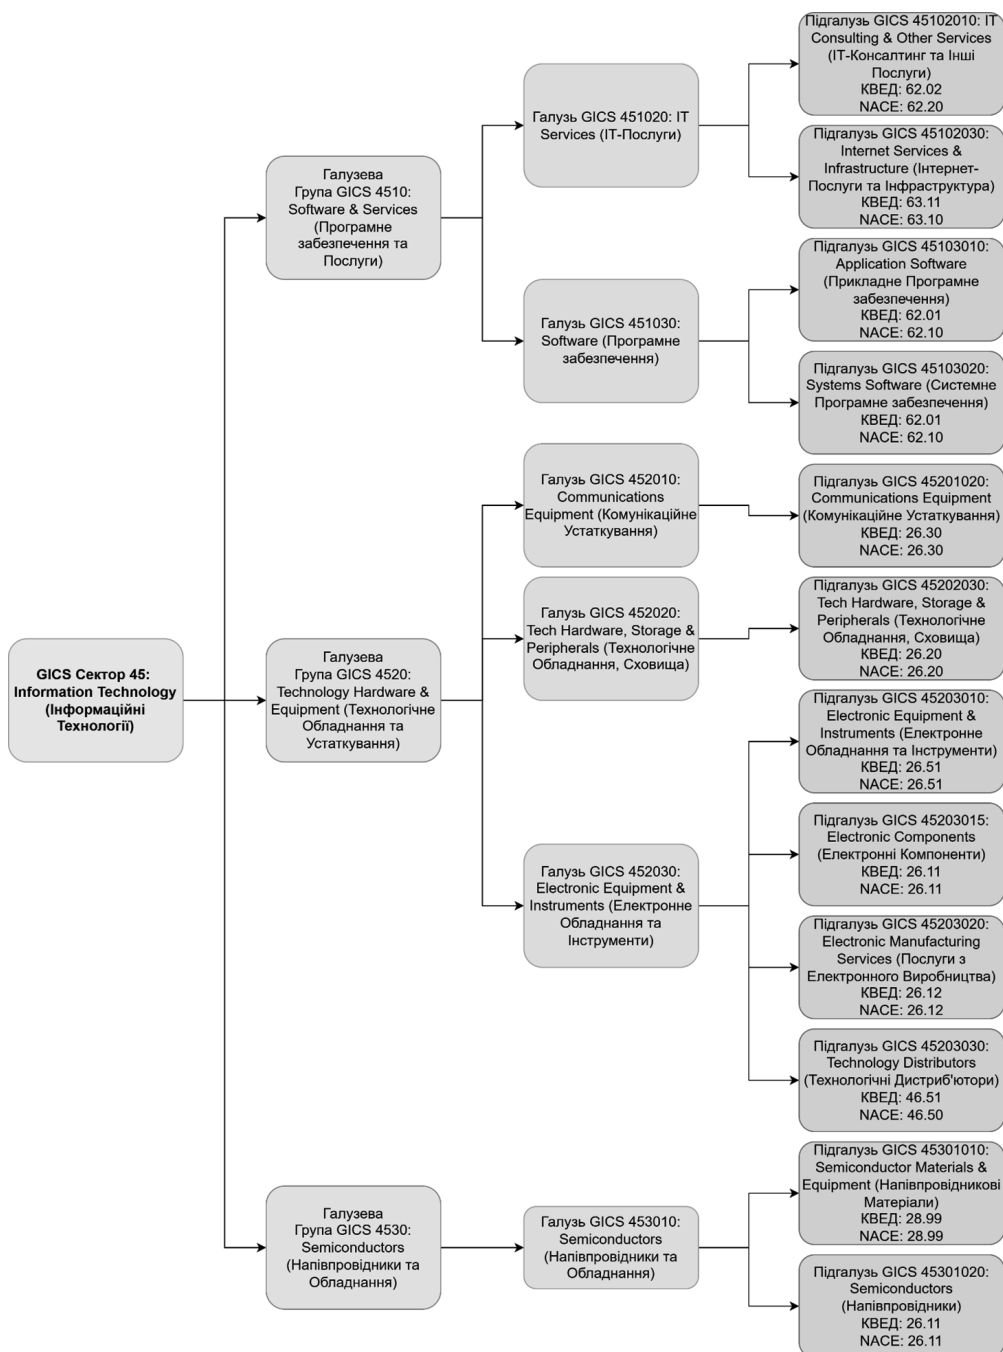 GICS Сектор 45:
Information Technology
(Інформаційні
Технології)
Галузева
Група GICS 4510:
Software & Services
(Програмне
забезпечення та
Послуги)
Галузь GICS 451020: IT
Services (ІТ-Послуги)
Підгалузь GICS 45102010: IT
Consulting & Other Services
(ІТ-Консалтинг та Інші
Послуги)
КВЕД: 62.02
NACE: 62.20
Підгалузь GICS 45102030:
Internet Services &
Infrastructure (Інтернет-
Послуги та Інфраструктура)
КВЕД: 63.11
NACE: 63.10
Галузь GICS 451030:
Software (Програмне
забезпечення)
Підгалузь GICS 45103010:
Application Software
(Прикладне Програмне
забезпечення)
КВЕД: 62.01
NACE: 62.10
Підгалузь GICS 45103020:
Systems Software (Системне
Програмне забезпечення)
КВЕД: 62.01
NACE: 62.10
Галузева
Група GICS 4520:
Technology Hardware &
Equipment (Технологічне
Обладнання та
Устаткування)
Галузь GICS 452010:
Communications
Equipment (Комунікаційне
Устаткування)
Підгалузь GICS 45201020:
Communications Equipment
(Комунікаційне Устаткування)
КВЕД: 26.30
NACE: 26.30
Галузь GICS 452020:
Tech Hardware, Storage &
Peripherals (Технологічне
Обладнання, Сховища)
Підгалузь GICS 45202030:
Tech Hardware, Storage &
Peripherals (Технологічне
Обладнання, Сховища)
КВЕД: 26.20
NACE: 26.20
Галузь GICS 452030:
Electronic Equipment &
Instruments (Електронне
Обладнання та
Інструменти)
Підгалузь GICS 45203010:
Electronic Equipment &
Instruments (Електронне
Обладнання та Інструменти)
КВЕД: 26.51
NACE: 26.51
Підгалузь GICS 45203015:
Electronic Components
(Електронні Компоненти)
КВЕД: 26.11
NACE: 26.11
Підгалузь GICS 45203020:
Electronic Manufacturing
Services (Послуги з
Електронного Виробництва)
КВЕД: 26.12
NACE: 26.12
Підгалузь GICS 45203030:
Technology Distributors
(Технологічні Дистриб'ютори)
КВЕД: 46.51
NACE: 46.50
Галузева
Група GICS 4530:
Semiconductors
(Напівпровідники та
Обладнання)
Галузь GICS 453010:
Semiconductors
(Напівпровідники та
Обладнання)
Підгалузь GICS 45301010:
Semiconductor Materials &
Equipment (Напівпровідникові
Матеріали)
КВЕД: 28.99
NACE: 28.99
Підгалузь GICS 45301020:
Semiconductors
(Напівпровідники)
КВЕД: 26.11
NACE: 26.11